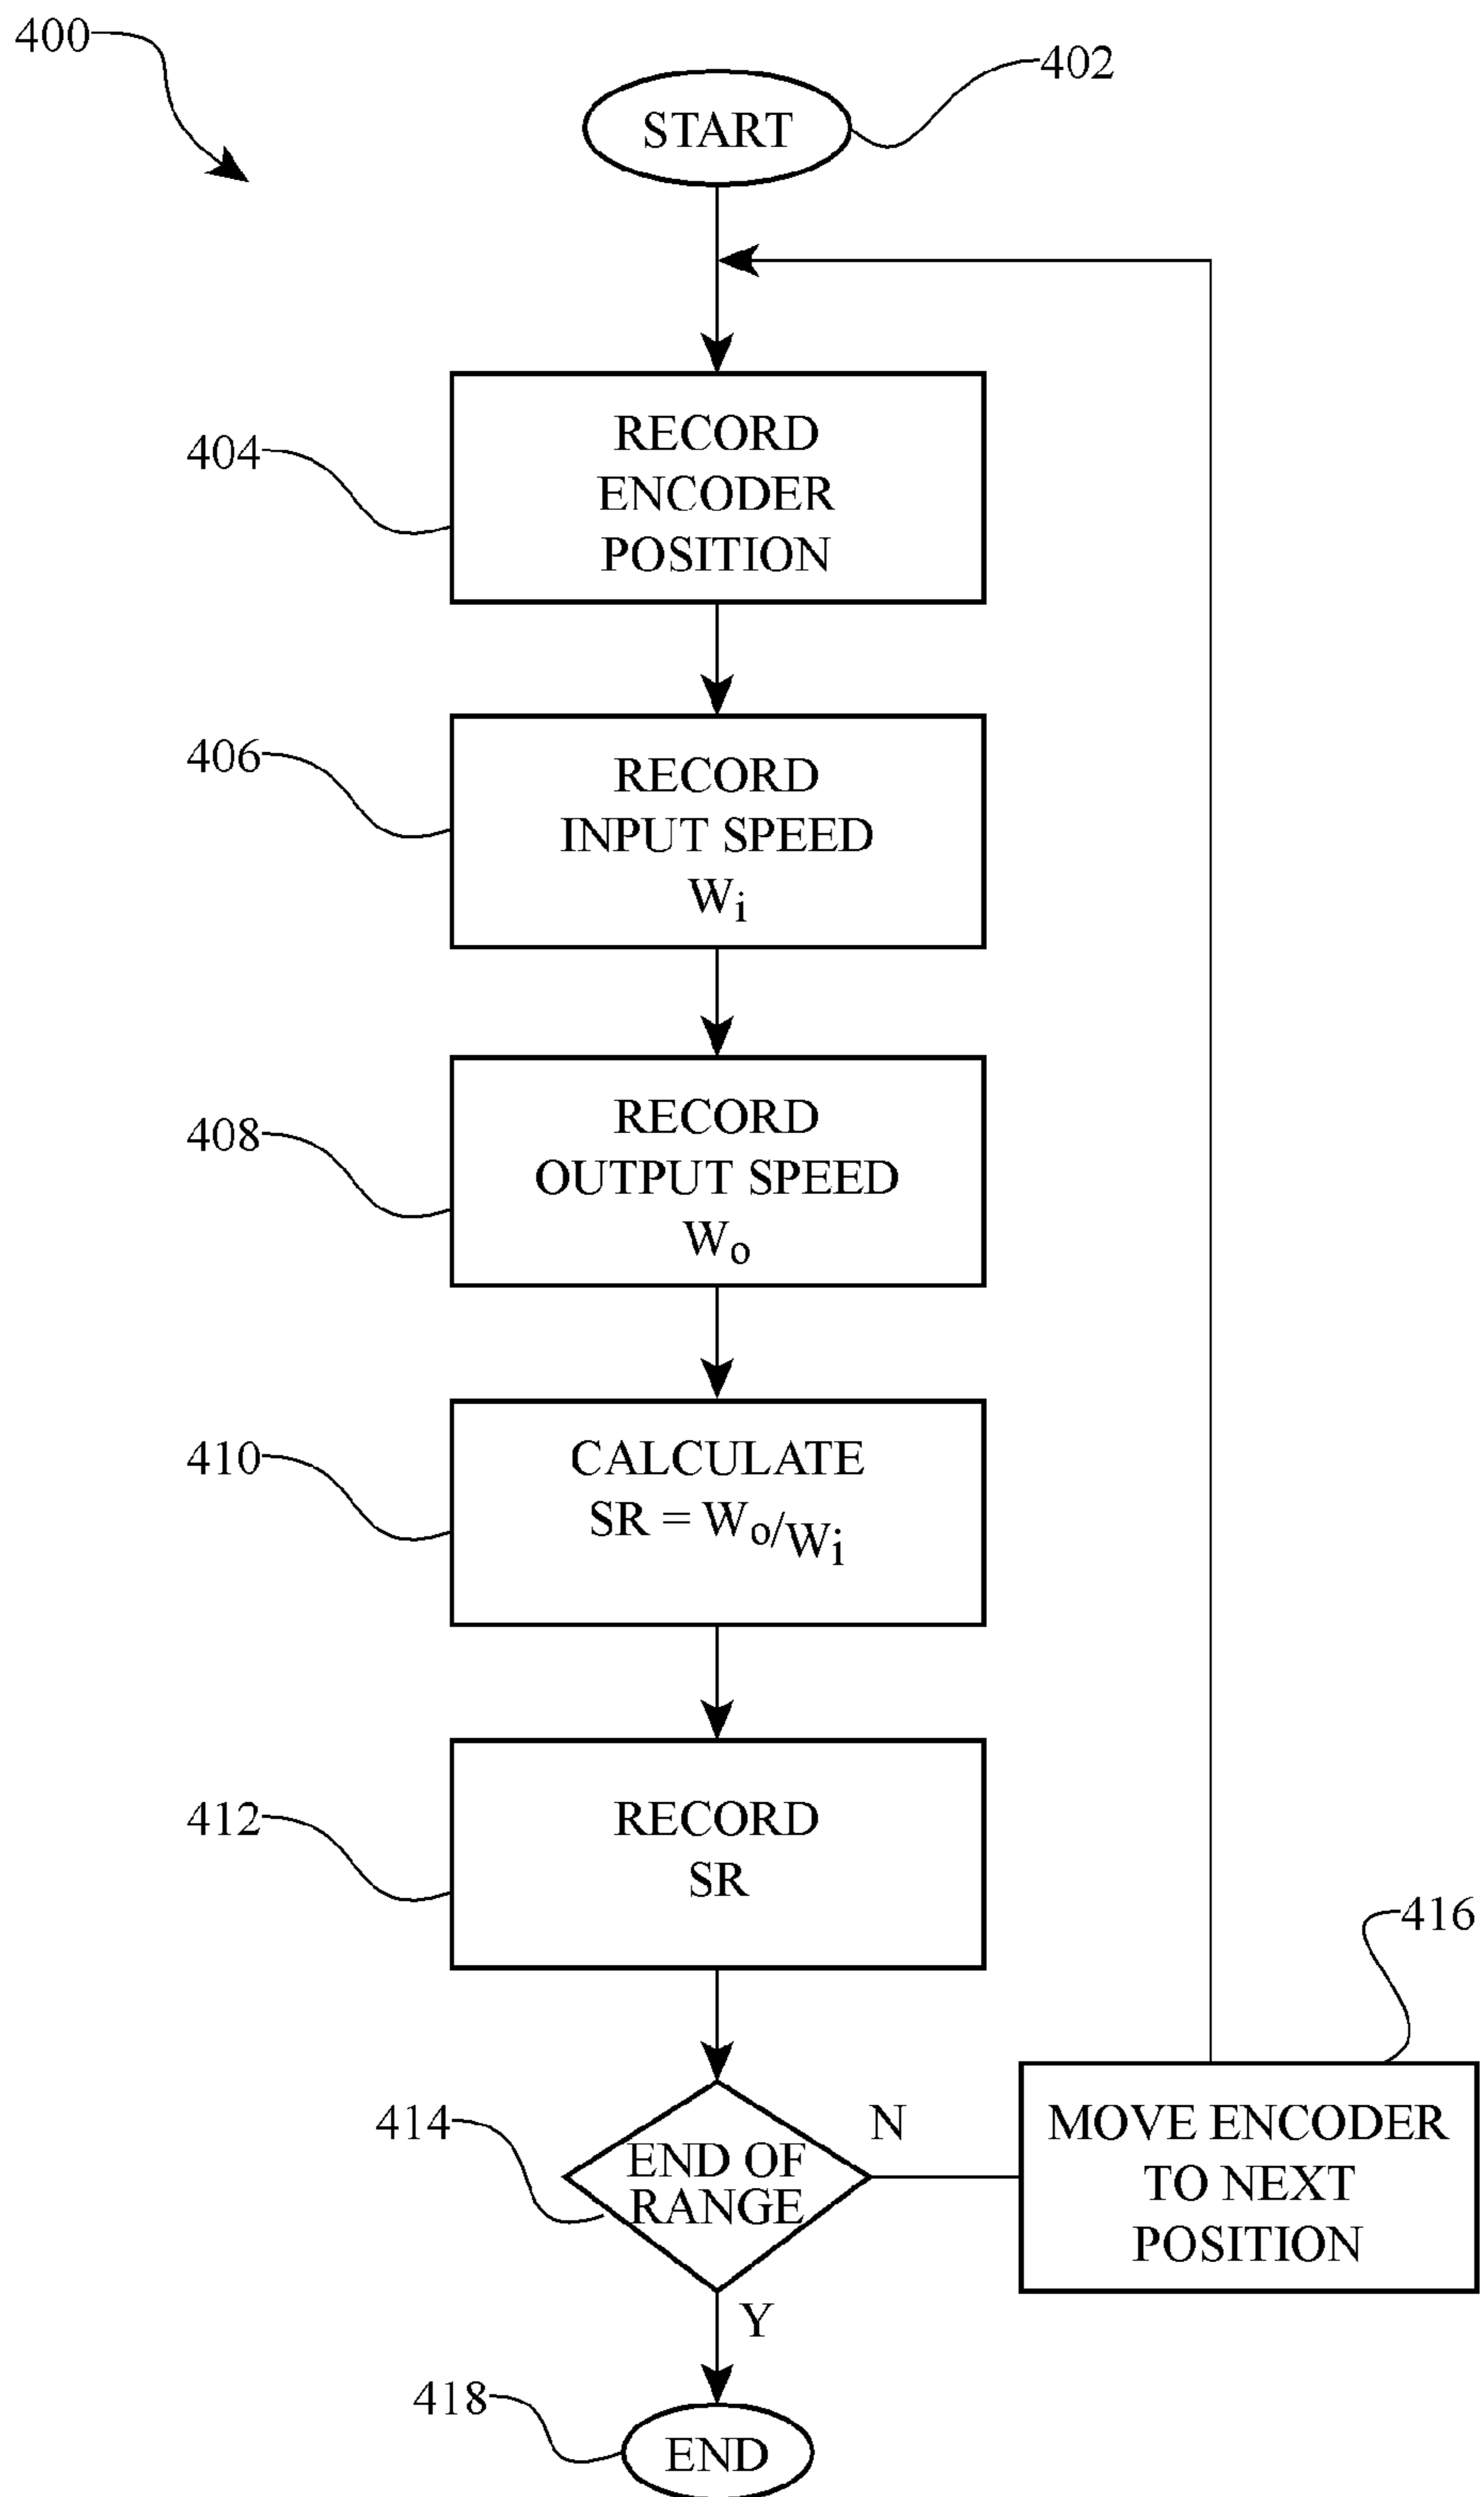 400
402
START
404
RECORD
ENCODER
POSITION
406
RECORD
INPUT SPEED
Wi
408
RECORD
OUTPUT SPEED
Wo
410
CALCULATE
SR = Wo/Wi
412
RECORD
SR
416
414
END OF
RANGE
N
MOVE ENCODER
TO NEXT
POSITION
Y
418
END